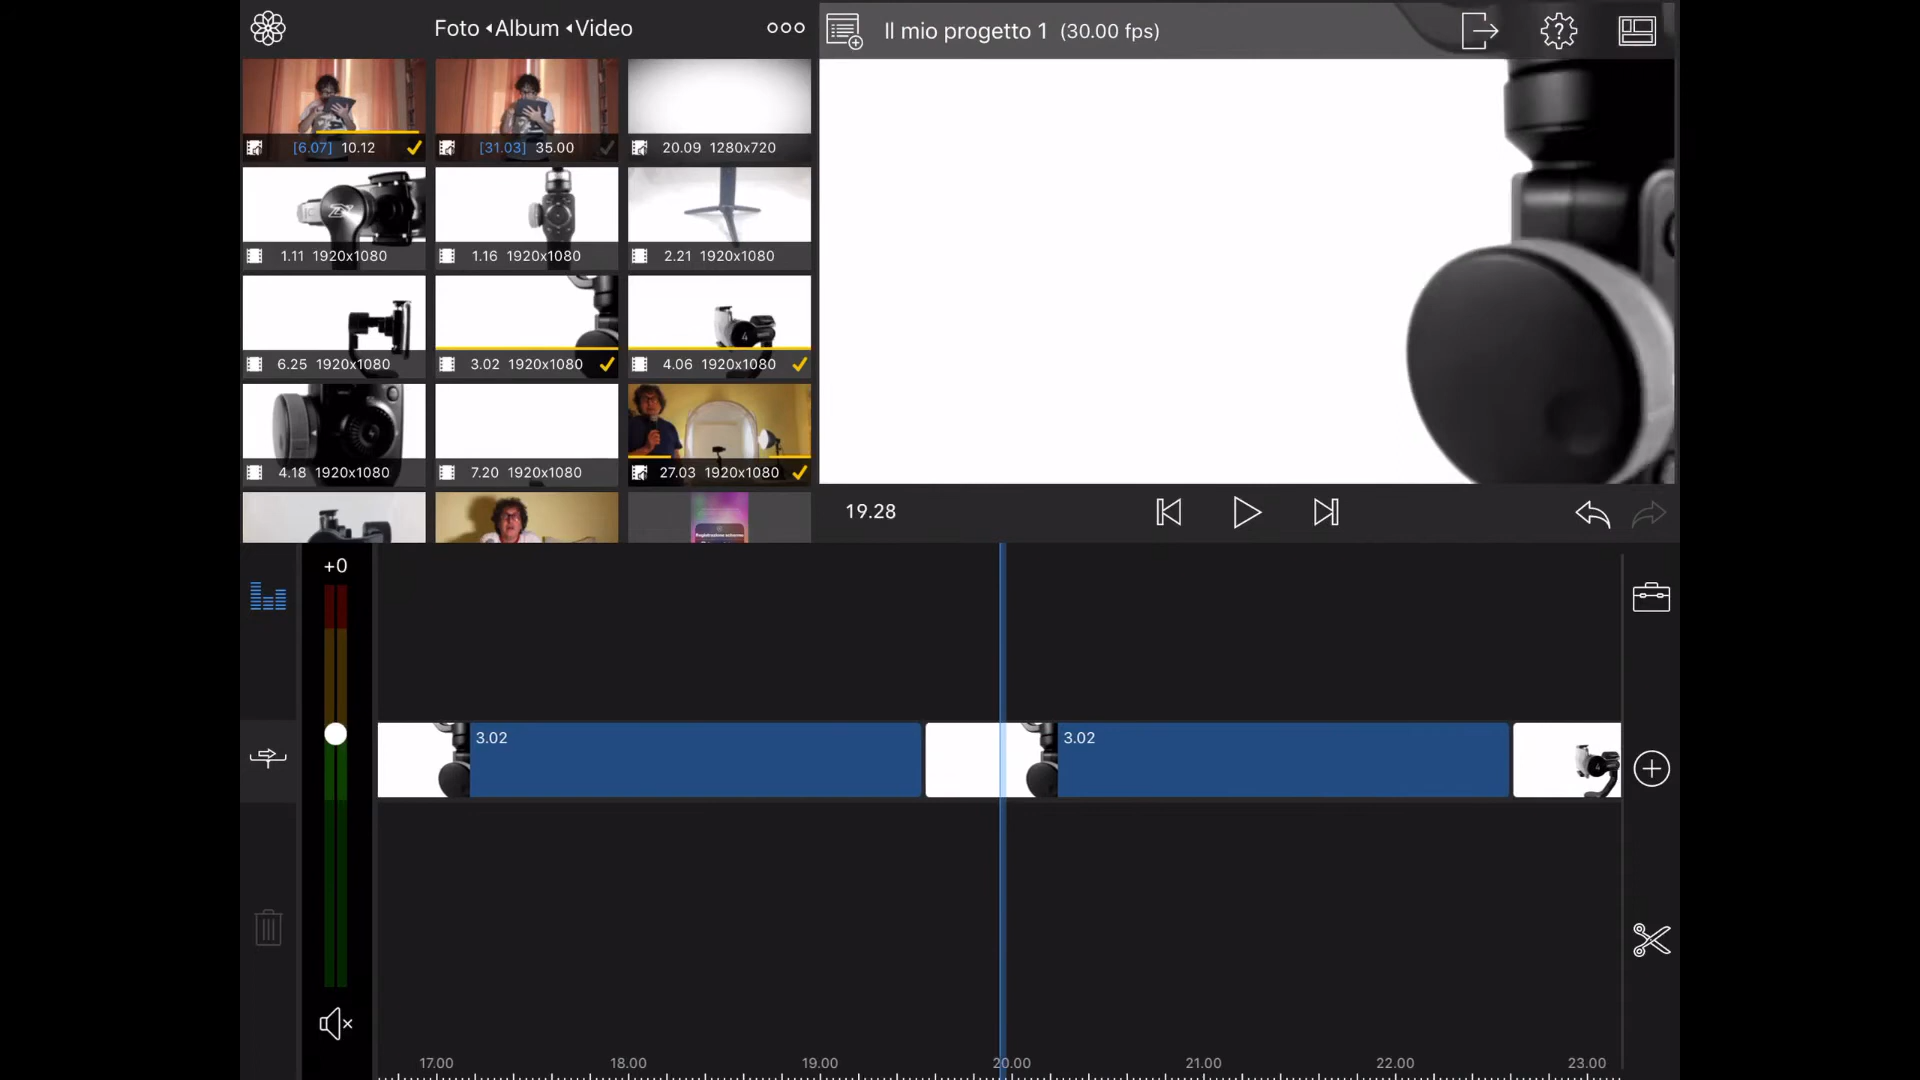 Foto Album Video
Il mio progetto 1 (30.00 fps)
[6.07] 10.12
[31.03] 35.00
20.09 1280x720
1.11 1920x1080
1.16 1920x1080
2.21 1920x1080
6.25 1920x1080
3.02 1920x1080
4.06 1920x1080
4.18 1920x1080
7.20 1920x1080
27.03 1920x1080
Registrazione schermo
19.28
+0
3.02
3.02
17.00 18.00 19.00 20.00 21.00 22.00 23.00